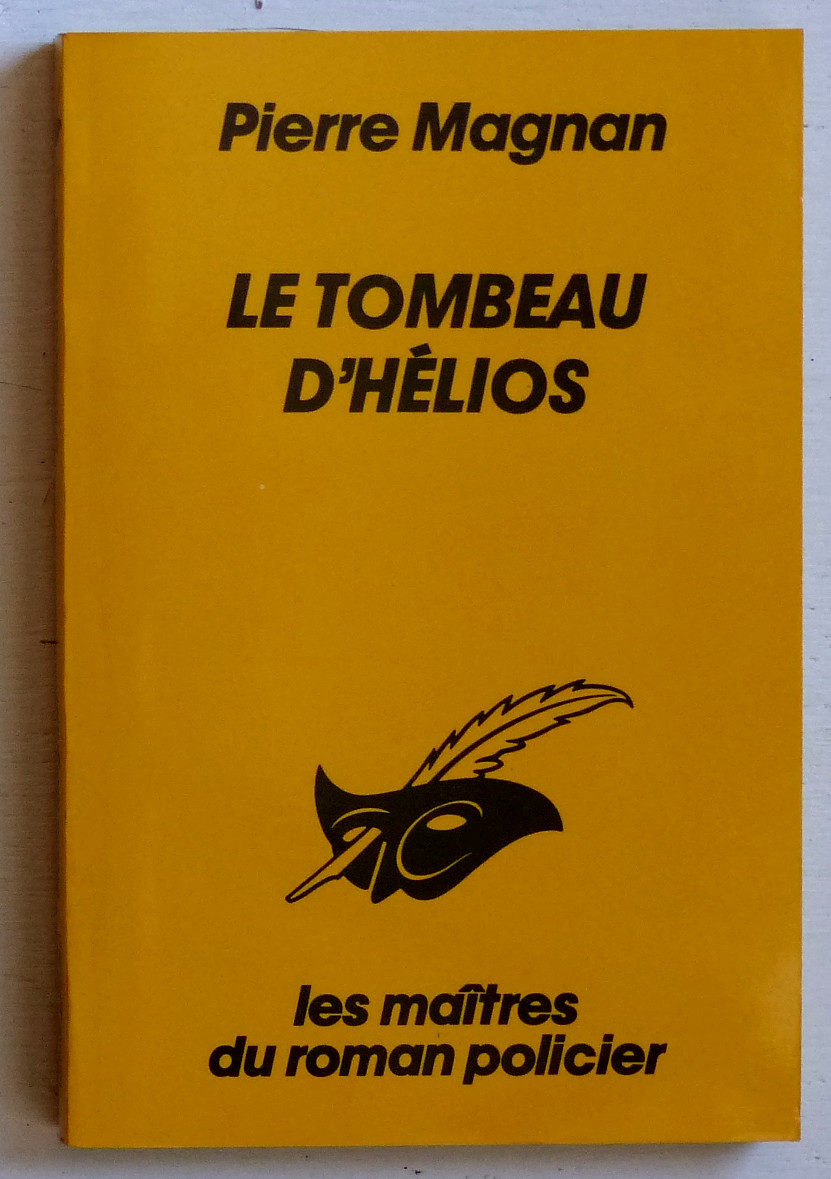 Pierre Magnan
LE TOMBEAU
D'HÉLIOS
les maîtres
du roman policier